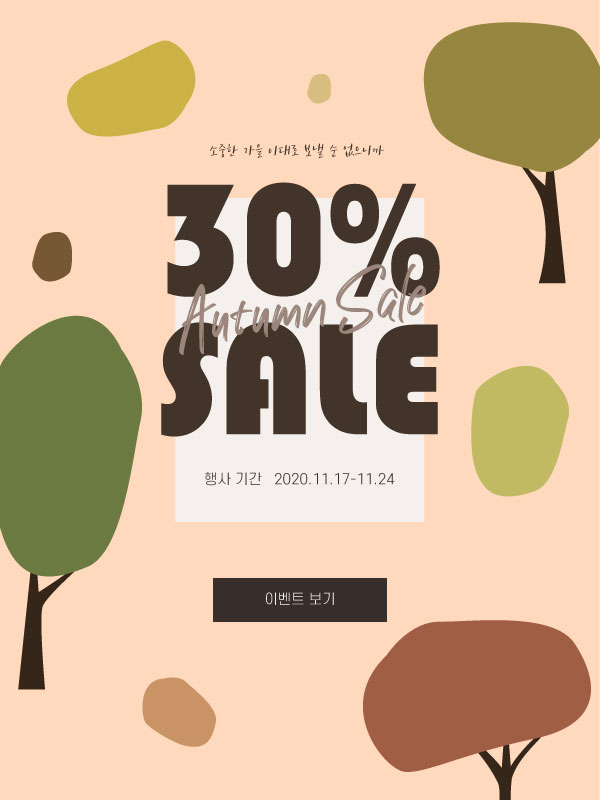 소중한 가을 이대로 보낼 순 없으니까
30%
Autumn Sale
SALE
행사 기간 2020.11.17-11.24
이벤트 보기